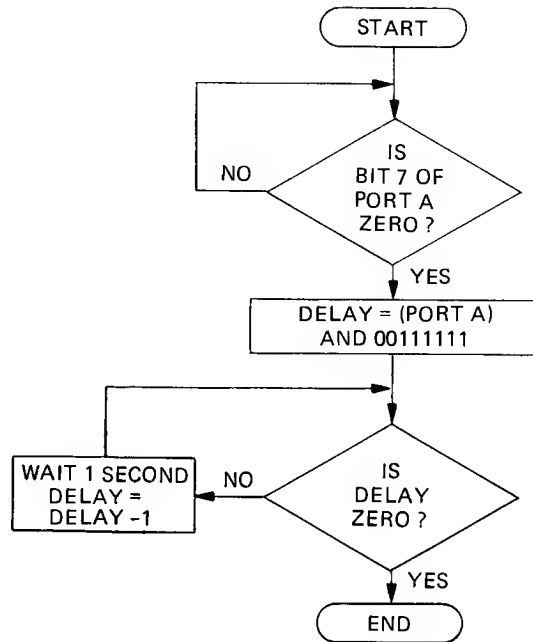 START
IS
BIT 7 OF
PORT A
ZERO ?
NO
YES
DELAY = (PORT A)
AND 00111111
IS
DELAY
ZERO ?
NO
WAIT 1 SECOND
DELAY =
DELAY -1
YES
END